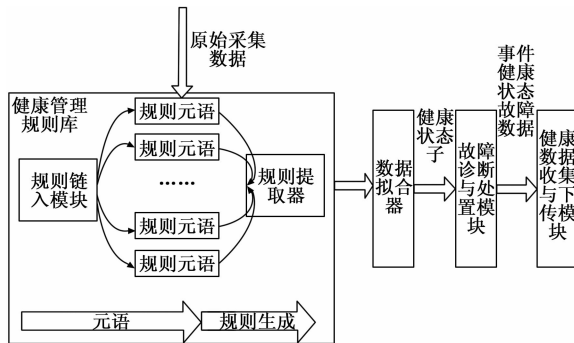 原始采集
数据
健康管理
规则库
规则元语
规则元语
......
规则元语
规则元语
规则链
入模块
规则提
取器
元语
规则生成
数据
拟合
器
健康
状态
子
故障
诊断
与处
置模
块
事件
健康
状态
故障
数据
健康
数据
收集
与下
传模
块